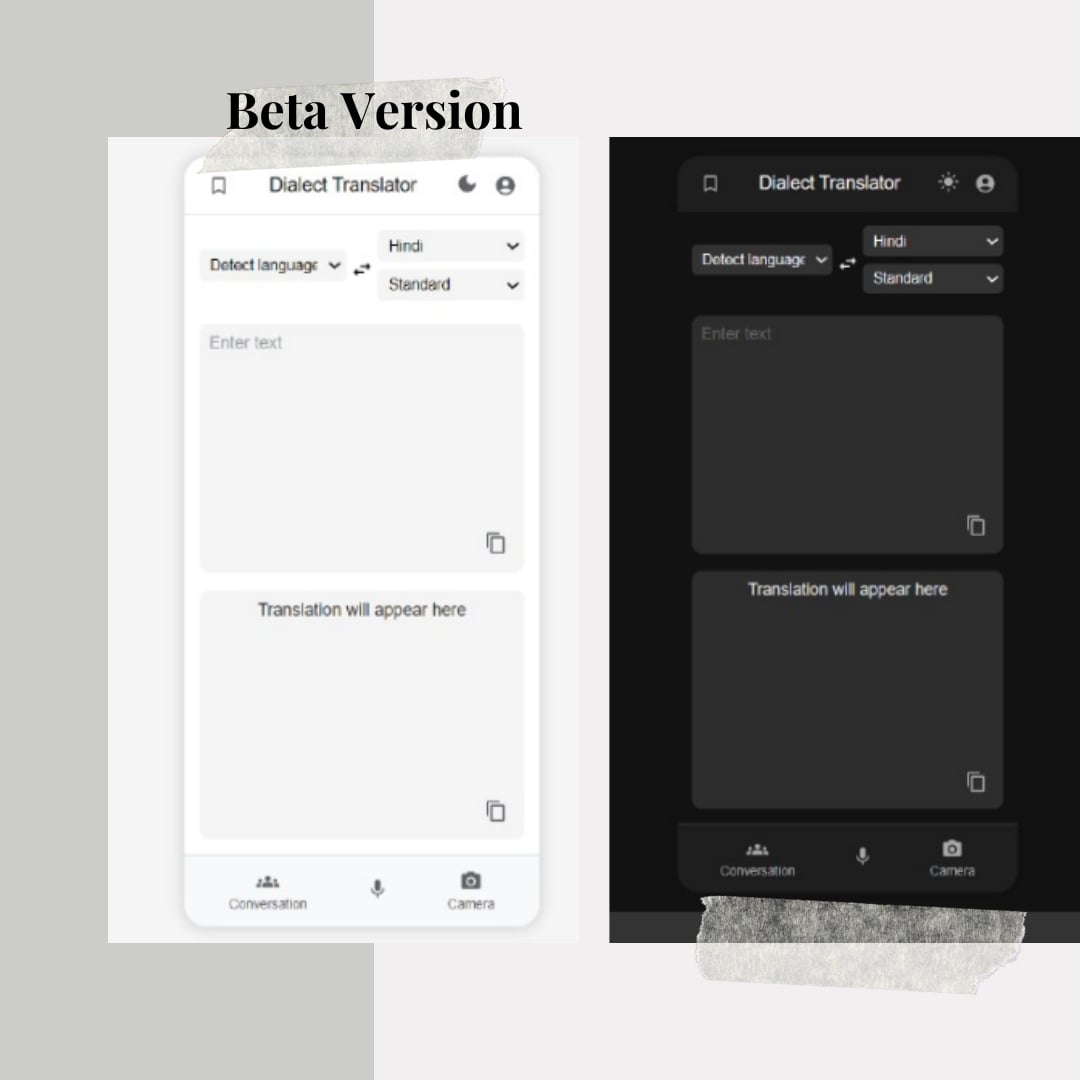 Beta Version
Dialect Translator
Detect language
Hindi
Standard
Enter text
Translation will appear here
Conversation
Camera
Dialect Translator
Detect language
Hindi
Standard
Enter text
Translation will appear here
Conversation
Camera